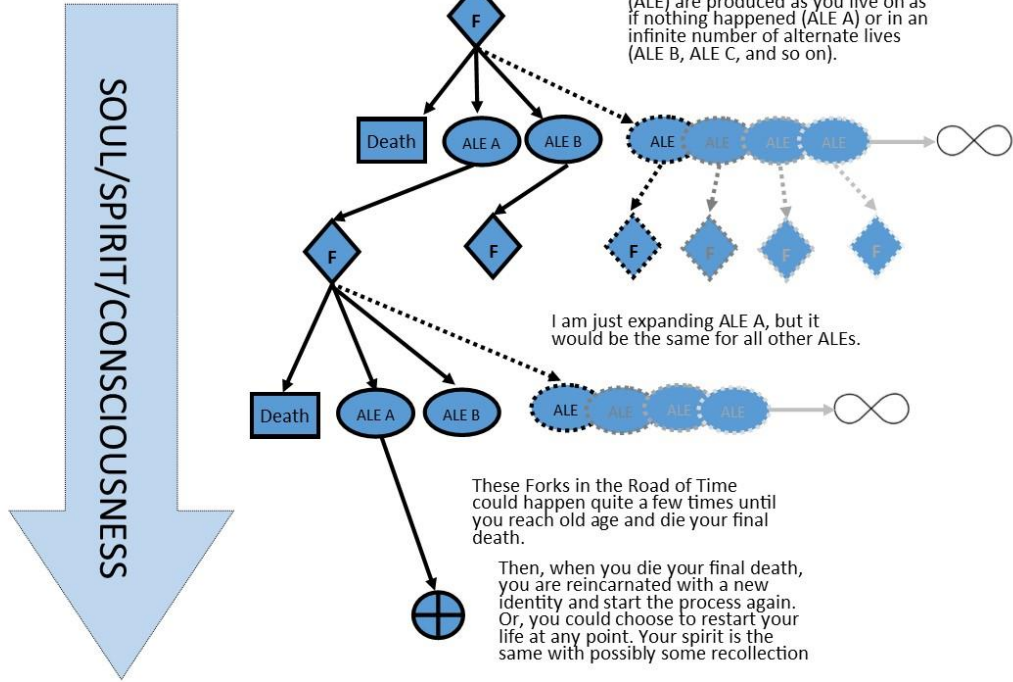 (ALE) are produced as you live on as
if nothing happened (ALE A) or in an
infinite number of alternate lives
(ALE B, ALE C, and so on).
F
Death
ALE A
ALE B
ALE
ALE
ALE
ALE
F
F
F
F
F
F
I am just expanding ALE A, but it
would be the same for all other ALEs.
Death
ALE A
ALE B
ALE
ALE
ALE
ALE
These Forks in the Road of Time
could happen quite a few times until
you reach old age and die your final
death.
Then, when you die your final death,
you are reincarnated with a new
identity and start the process again.
Or, you could choose to restart your
life at any point. Your spirit is the
same with possibly some recollection
SOUL/SPIRIT/CONSCIOUSNESS